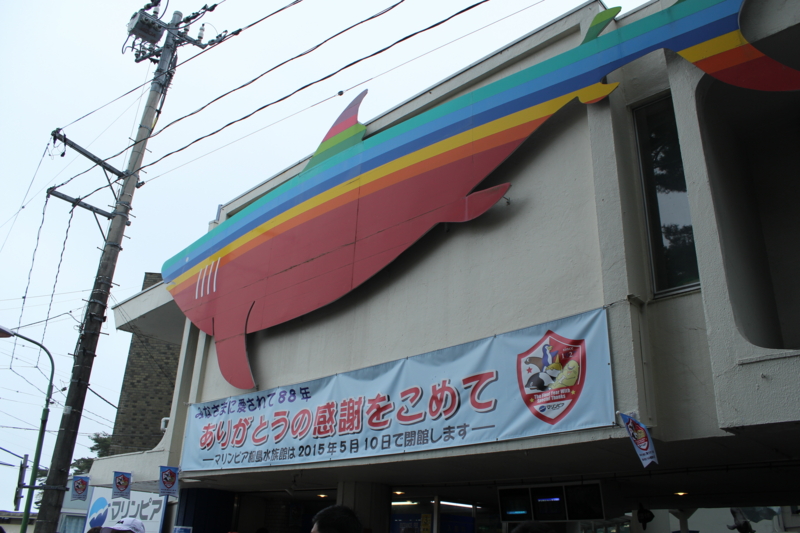 みなさまに愛されて88年
ありがとうの感謝をこめて
―マリンピア松島水族館は2015年5月10日で閉館します―
マリンピア